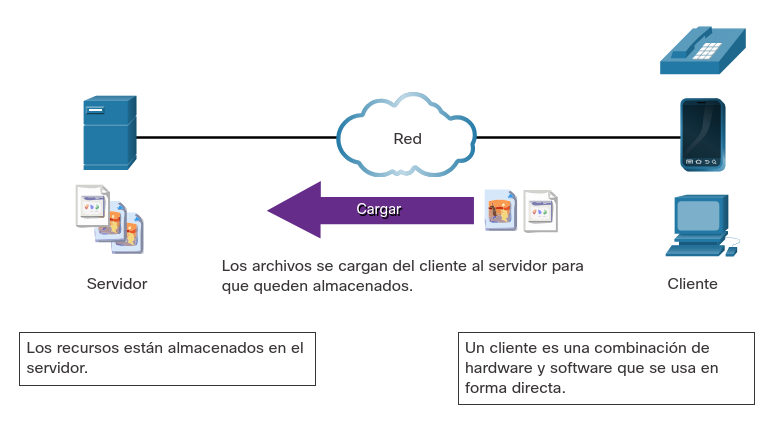 Red
Cargar
Los archivos se cargan del cliente al servidor para
que queden almacenados.
Servidor
Cliente
Los recursos están almacenados en el
servidor.
Un cliente es una combinación de
hardware y software que se usa en
forma directa.